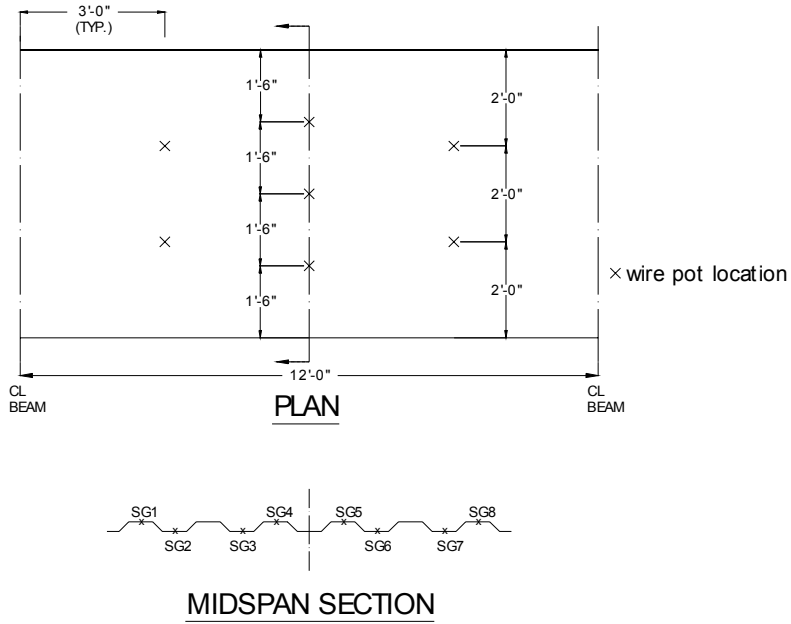 3'-0"
(TYP.)
1'-6"
2'-0"
1'-6"
2'-0"
1'-6"
2'-0"
1'-6"
× wire pot location
12'-0"
CL
BEAM
PLAN
CL
BEAM
SG1
SG4
SG5
SG8
SG2
SG3
SG6
SG7
MIDSPAN SECTION